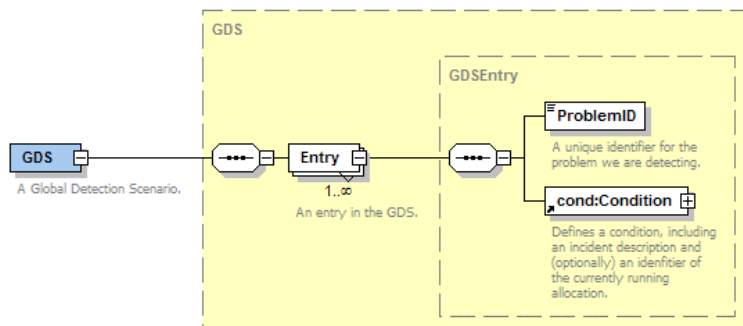 GDS
GDSEntry
ProblemID
A unique identifier for the
problem we are detecting.
GDS
Entry
A Global Detection Scenario.
1..∞
An entry in the GDS.
cond:Condition
Defines a condition, including
an incident description and
(optionally) an idenfitier of
the currently running
allocation.